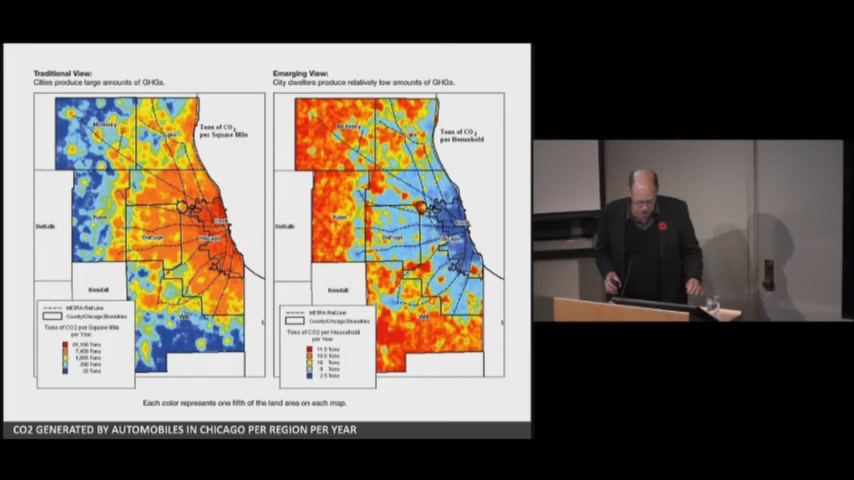 Traditional View:
Cities produce large amounts of GHGs.
Emerging View:
City dwellers produce relatively low amounts of GHGs.
Tons of CO2
per Square Mile
McHenry
Lake
Kane
DuPage
DeKalb
Kendall
Will
METRA Rail Line
County/Chicago Boundaries
Tons of CO2 per Square Mile
per Year
Tons of CO2
per Household
McHenry
Lake
Kane
DuPage
DeKalb
Kendall
Will
METRA Rail Line
County/Chicago Boundaries
Tons of CO2 per Household
per Year
Each color represents one fifth of the land area on each map.
CO2 GENERATED BY AUTOMOBILES IN CHICAGO PER REGION PER YEAR